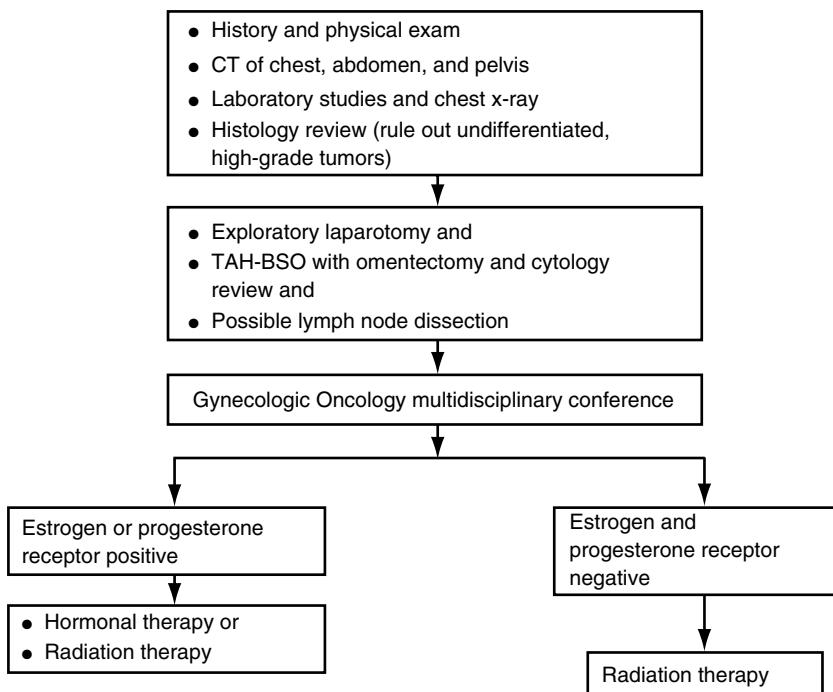 ● History and physical exam
● CT of chest, abdomen, and pelvis
● Laboratory studies and chest x-ray
● Histology review (rule out undifferentiated,
high-grade tumors)
● Exploratory laparotomy and
● TAH-BSO with omentectomy and cytology
review and
● Possible lymph node dissection
Gynecologic Oncology multidisciplinary conference
Estrogen or progesterone
receptor positive
● Hormonal therapy or
● Radiation therapy
Estrogen and
progesterone receptor
negative
Radiation therapy